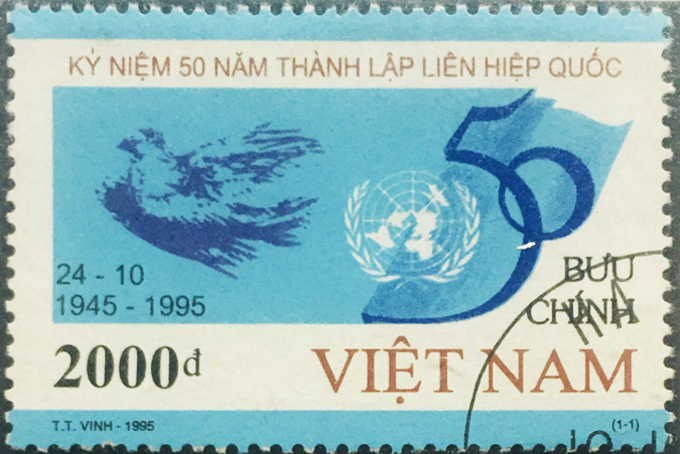 KỶ NIỆM 50 NĂM THÀNH LẬP LIÊN HIỆP QUỐC
50
24 - 10
1945 - 1995
BƯU
CHÍNH
2000đ
VIỆT NAM
T.T. VINH - 1995
(1-1)